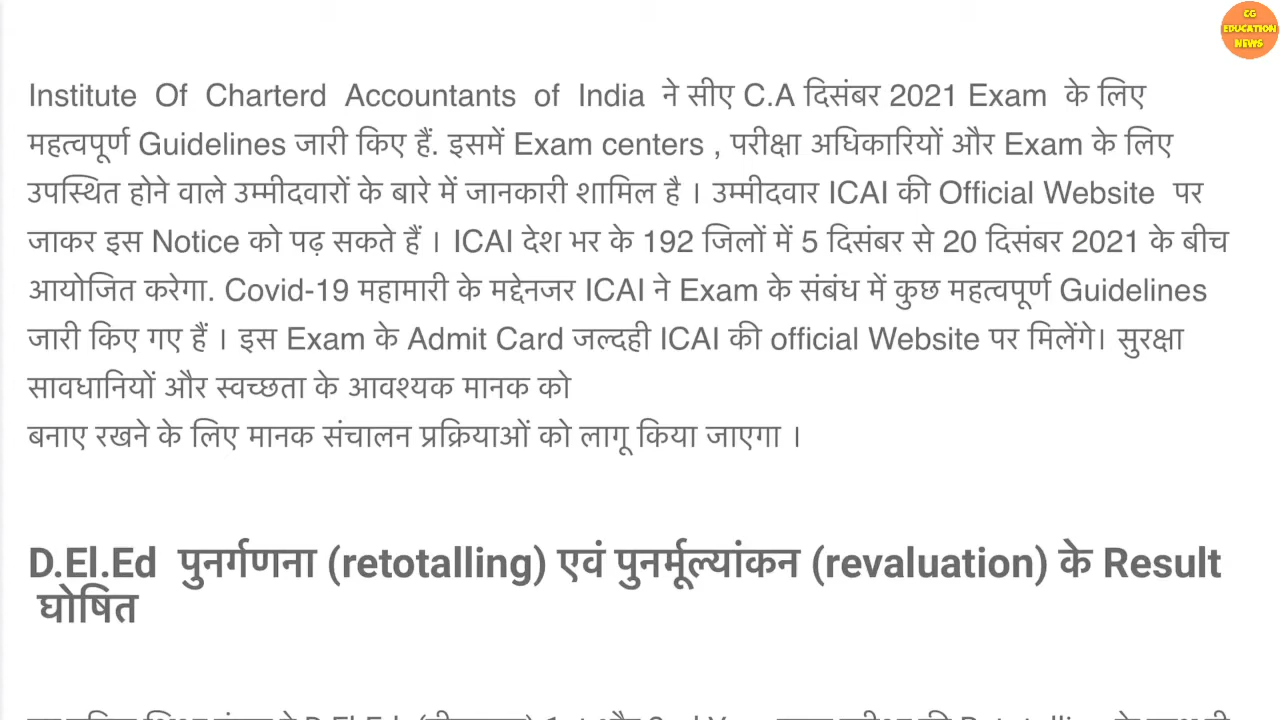 CG
EDUCATION
NEWS
Institute Of Charterd Accountants of India ने सीए C.A दिसंबर 2021 Exam के लिए
महत्वपूर्ण Guidelines जारी किए हैं. इसमें Exam centers , परीक्षा अधिकारियों और Exam के लिए
उपस्थित होने वाले उम्मीदवारों के बारे में जानकारी शामिल है । उम्मीदवार ICAI की Official Website पर
जाकर इस Notice को पढ़ सकते हैं । ICAI देश भर के 192 जिलों में 5 दिसंबर से 20 दिसंबर 2021 के बीच
आयोजित करेगा. Covid-19 महामारी के मद्देनजर ICAI ने Exam के संबंध में कुछ महत्वपूर्ण Guidelines
जारी किए गए हैं । इस Exam के Admit Card जल्दही ICAI की official Website पर मिलेंगे। सुरक्षा
सावधानियों और स्वच्छता के आवश्यक मानक को
बनाए रखने के लिए मानक संचालन प्रक्रियाओं को लागू किया जाएगा ।
D.El.Ed पुनर्गणना (retotalling) एवं पुनर्मूल्यांकन (revaluation) के Result
घोषित